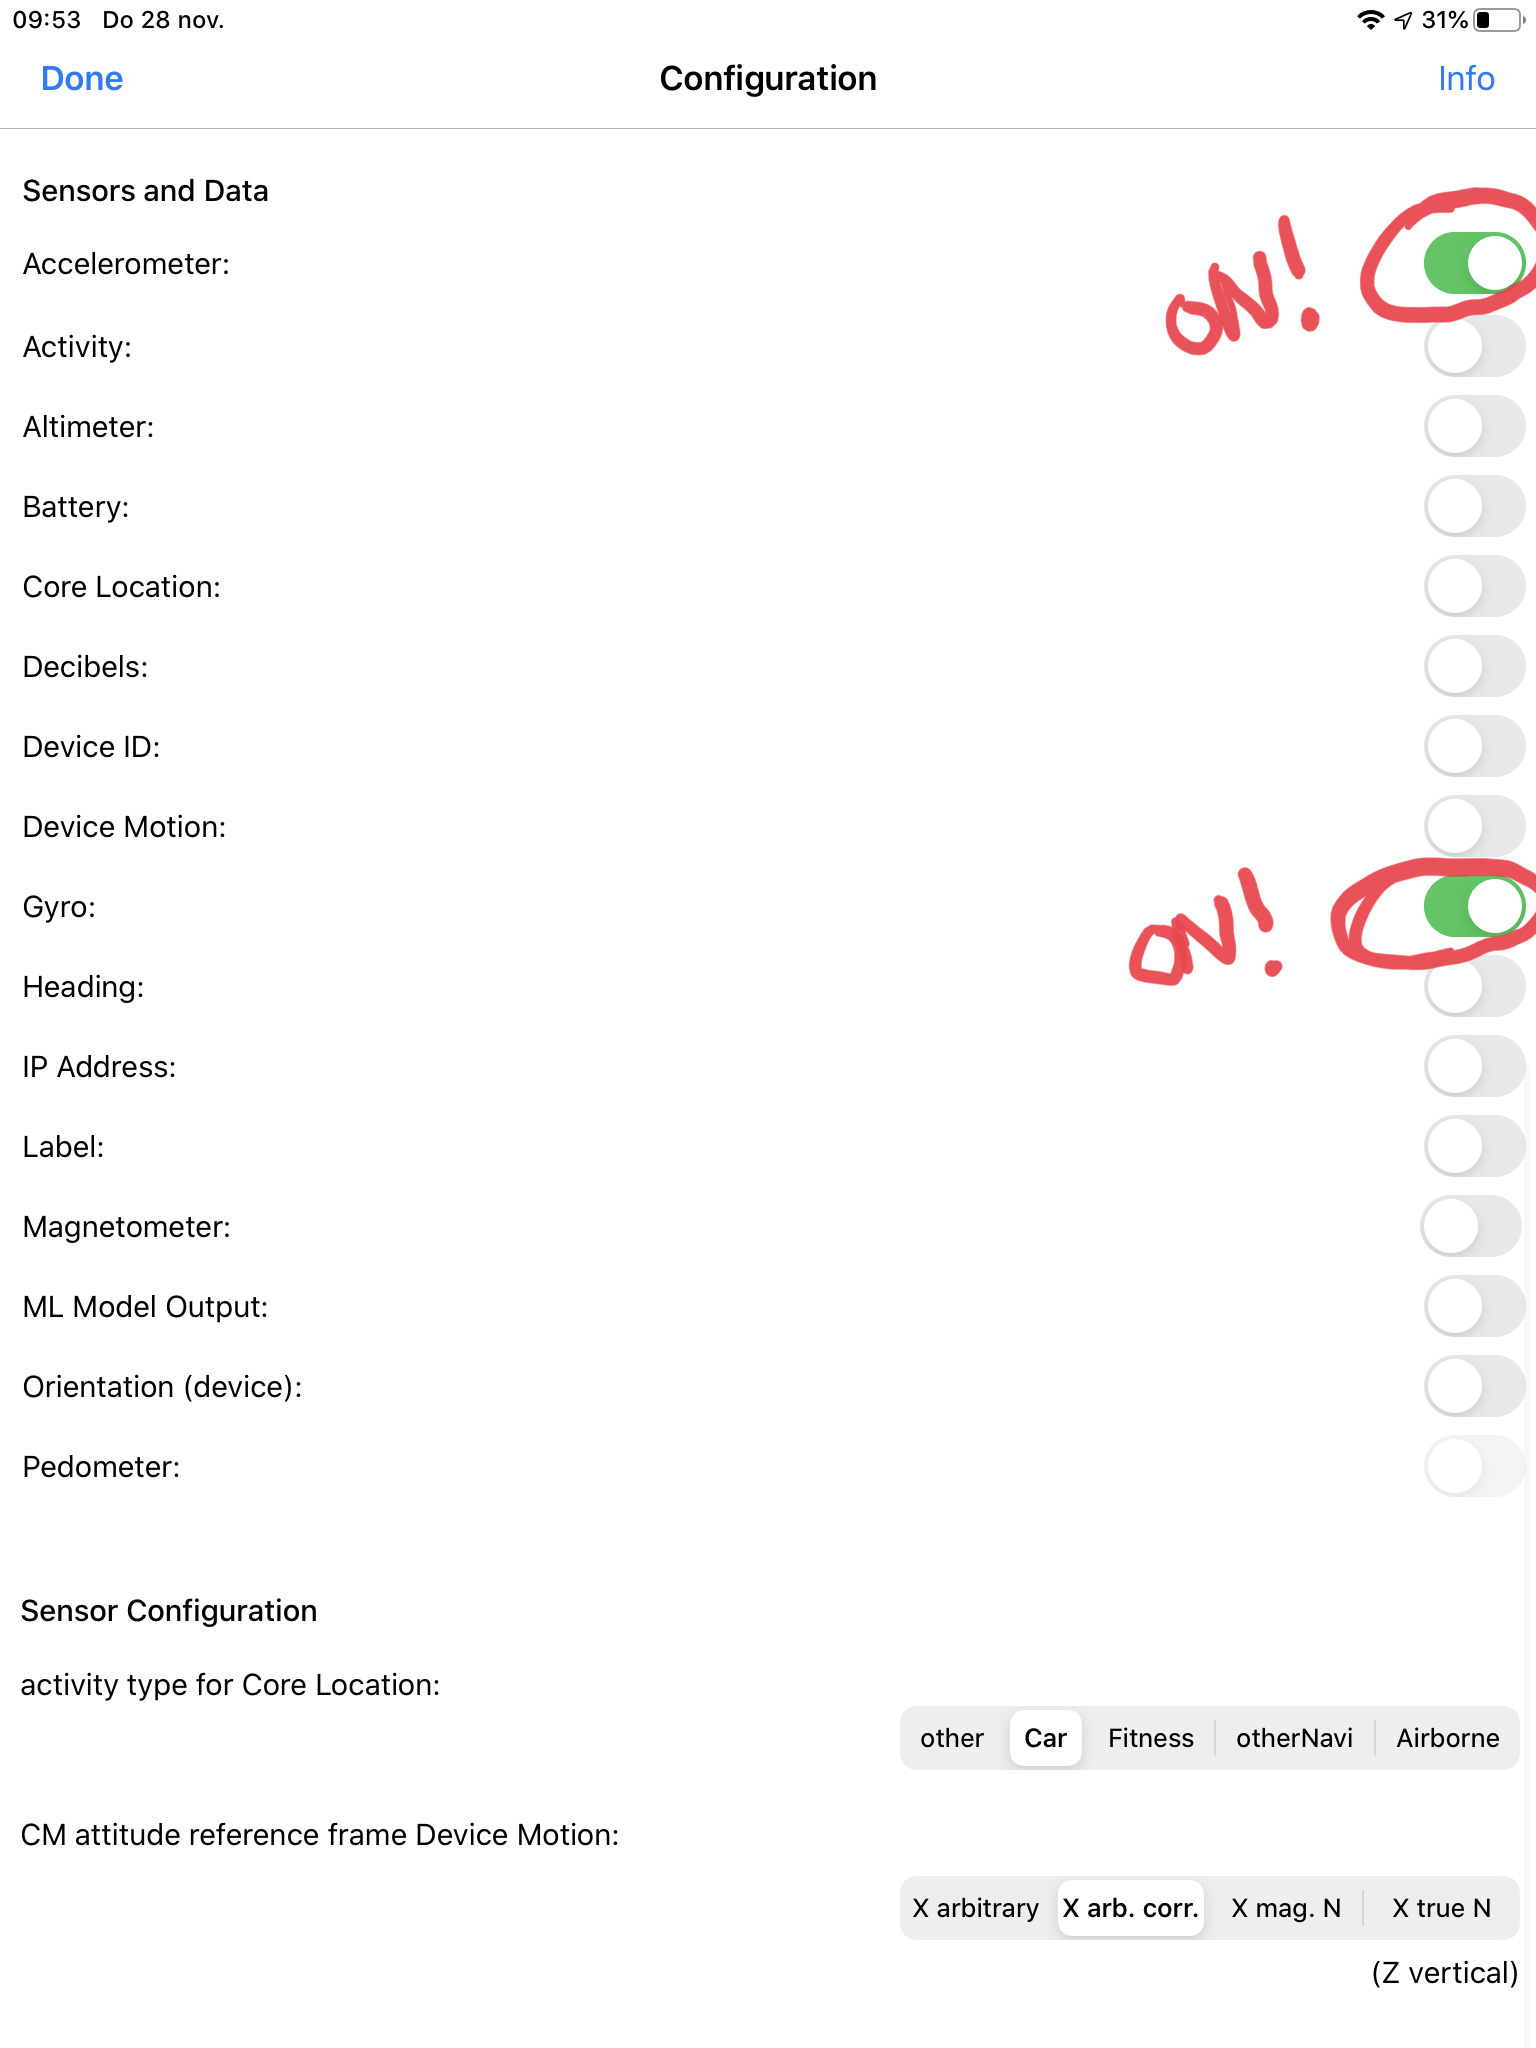 09:53 Do 28 nov. 31%
Done Configuration Info
Sensors and Data
Accelerometer: ON!
Activity:
Altimeter:
Battery:
Core Location:
Decibels:
Device ID:
Device Motion:
Gyro: ON!
Heading:
IP Address:
Label:
Magnetometer:
ML Model Output:
Orientation (device):
Pedometer:
Sensor Configuration
activity type for Core Location:
other Car Fitness otherNavi Airborne
CM attitude reference frame Device Motion:
X arbitrary X arb. corr. X mag. N X true N
(Z vertical)